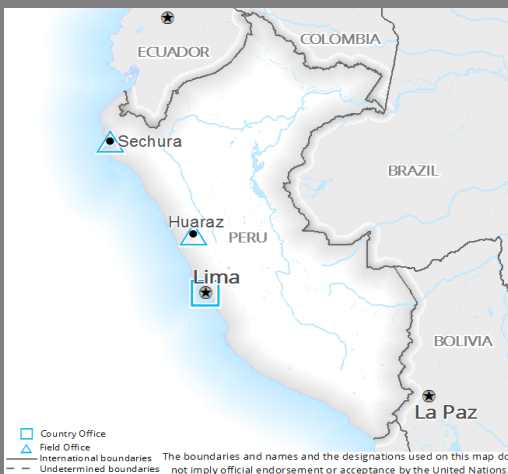 COLOMBIA
ECUADOR
Sechura
BRAZIL
Huaraz
PERU
Lima
BOLIVIA
La Paz
Country Office
Field Office
International boundaries
Undetermined boundaries
The boundaries and names and the designations used on this map do
not imply official endorsement or acceptance by the United Nations.